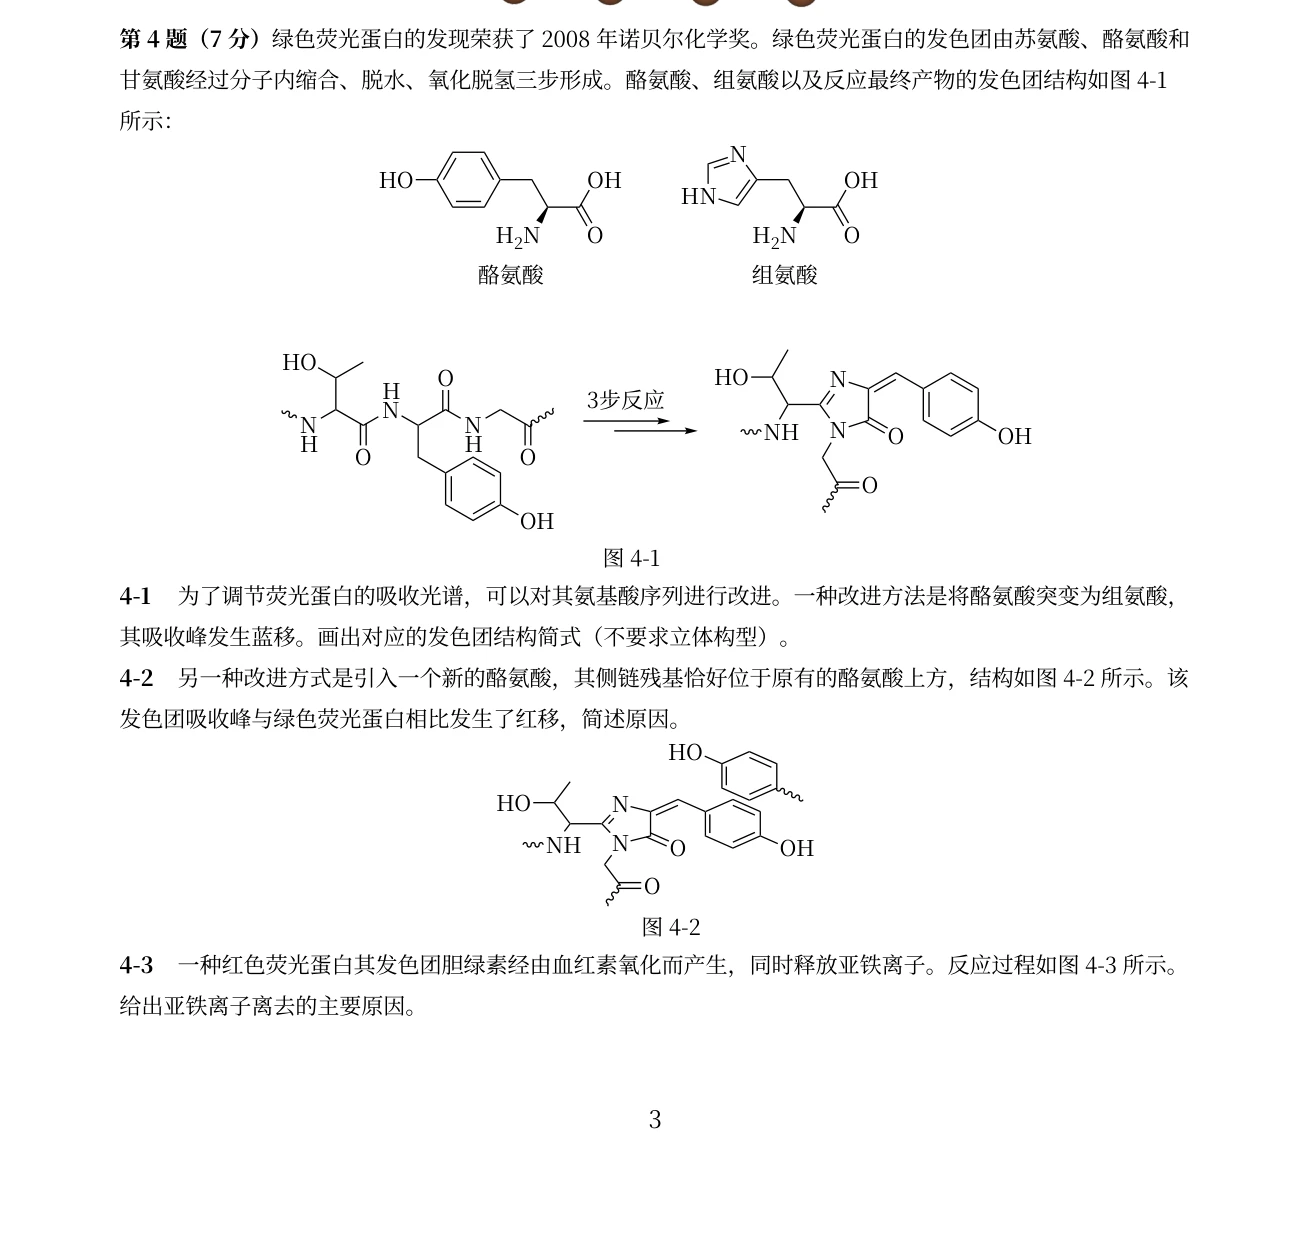 第 4 题（7 分）绿色荧光蛋白的发现荣获了 2008 年诺贝尔化学奖。绿色荧光蛋白的发色团由苏氨酸、酪氨酸和
甘氨酸经过分子内缩合、脱水、氧化脱氢三步形成。酪氨酸、组氨酸以及反应最终产物的发色团结构如图 4-1
所示：
HO
OH
H2N
O
N
HN
OH
H2N
O
酪氨酸
组氨酸
HO
N
H
O
H
N
O
N
H
O
OH
3步反应
HO
NH
N
N
O
O
OH
图 4-1
4-1 为了调节荧光蛋白的吸收光谱，可以对其氨基酸序列进行改进。一种改进方法是将酪氨酸突变为组氨酸，
其吸收峰发生蓝移。画出对应的发色团结构简式（不要求立体构型）。
4-2 另一种改进方式是引入一个新的酪氨酸，其侧链残基恰好位于原有的酪氨酸上方，结构如图 4-2 所示。该
发色团吸收峰与绿色荧光蛋白相比发生了红移，简述原因。
HO
HO
NH
N
N
O
O
OH
图 4-2
4-3 一种红色荧光蛋白其发色团胆绿素经由血红素氧化而产生，同时释放亚铁离子。反应过程如图 4-3 所示。
给出亚铁离子离去的主要原因。
3